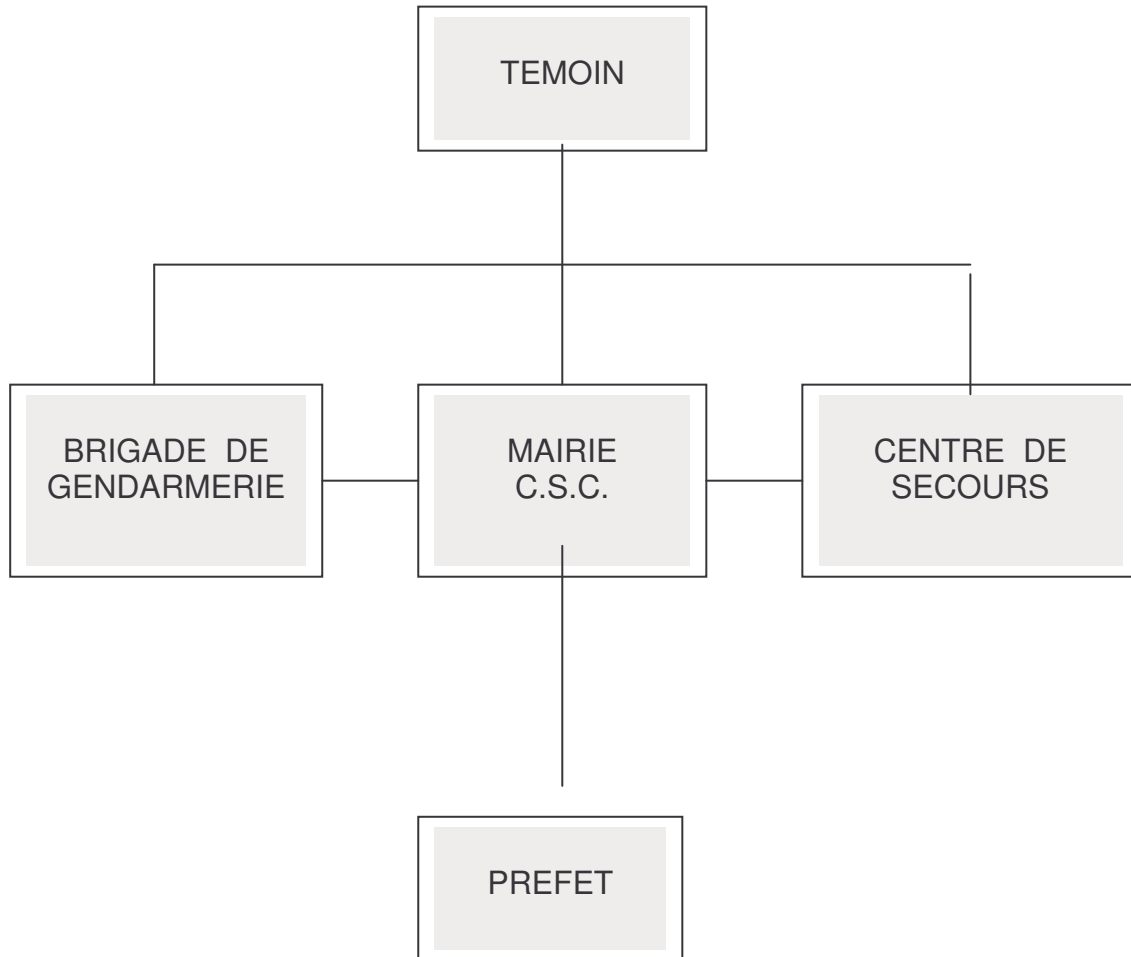 TEMOIN
BRIGADE DE
GENDARMERIE
MAIRIE
C.S.C.
CENTRE DE
SECOURS
PREFET